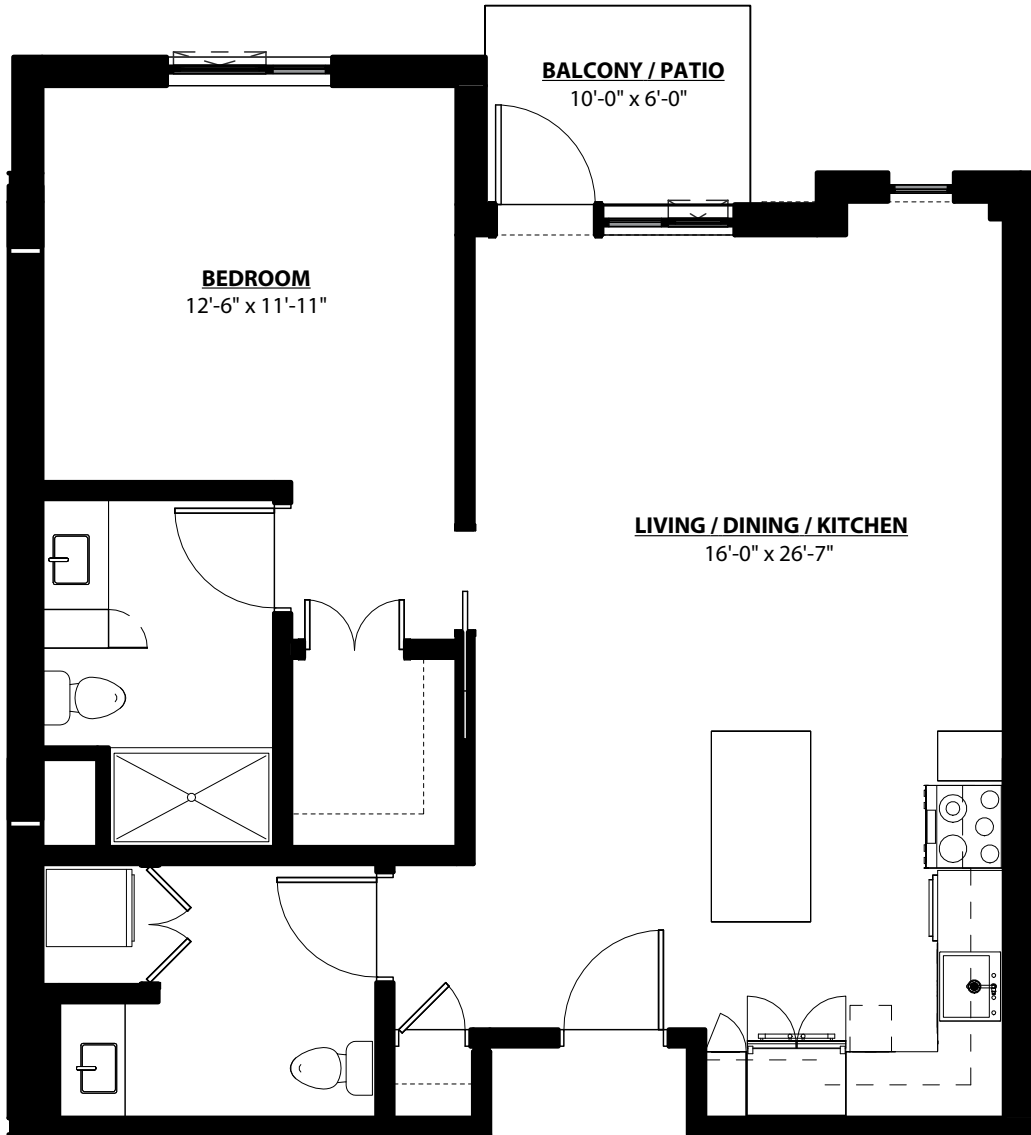 BALCONY / PATIO
10'-0" x 6'-0"
BEDROOM
12'-6" x 11'-11"
LIVING / DINING / KITCHEN
16'-0" x 26'-7"